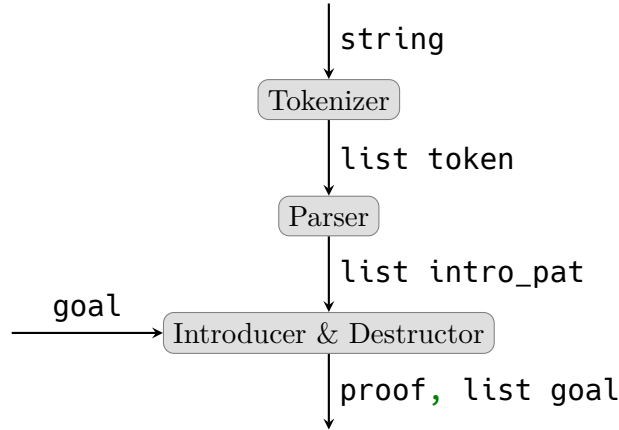 string
Tokenizer
list token
Parser
list intro_pat
goal
Introducer & Destructor
proof, list goal